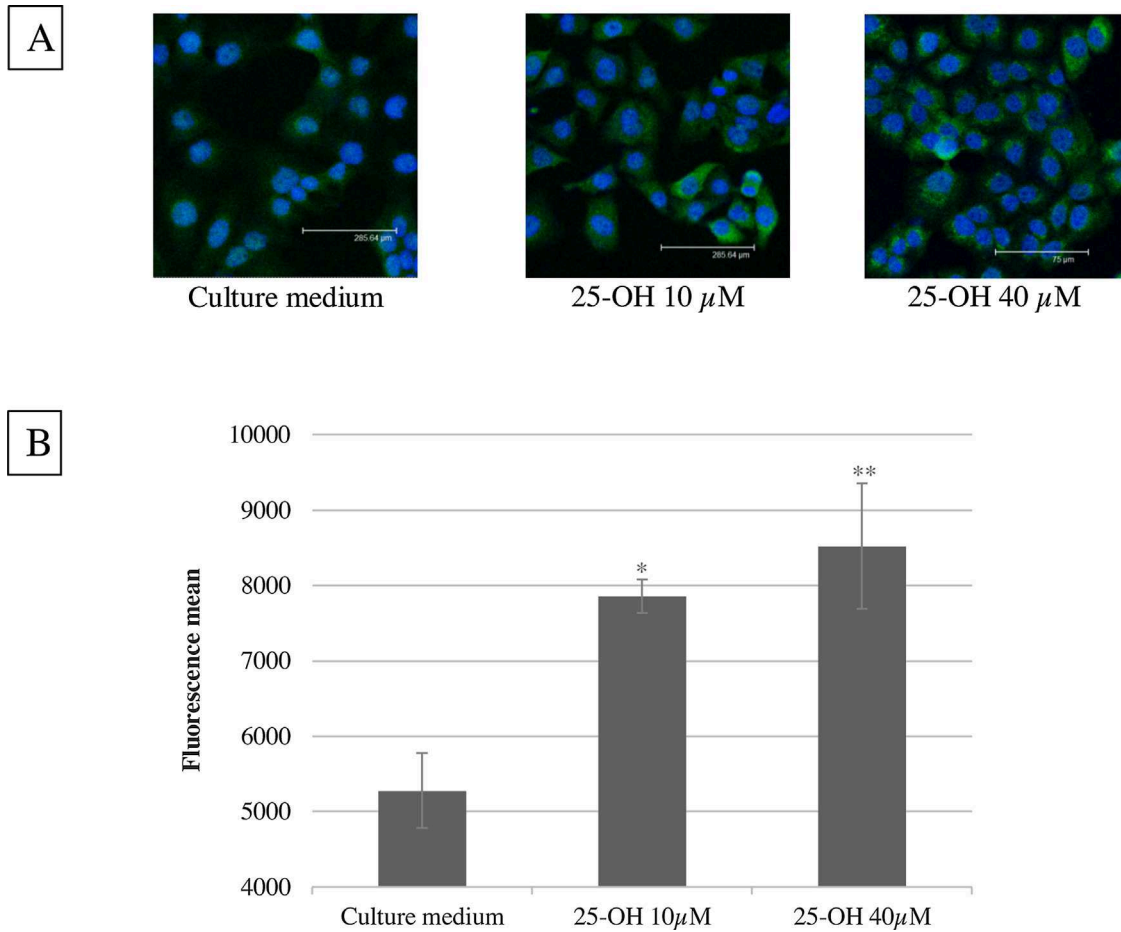 A
285.64 µm
285.64 µm
75 µm
Culture medium
25-OH 10 µM
25-OH 40 µM
B
10000
9000
8000
7000
6000
5000
4000
Fluorescence mean
*
**
Culture medium
25-OH 10µM
25-OH 40µM